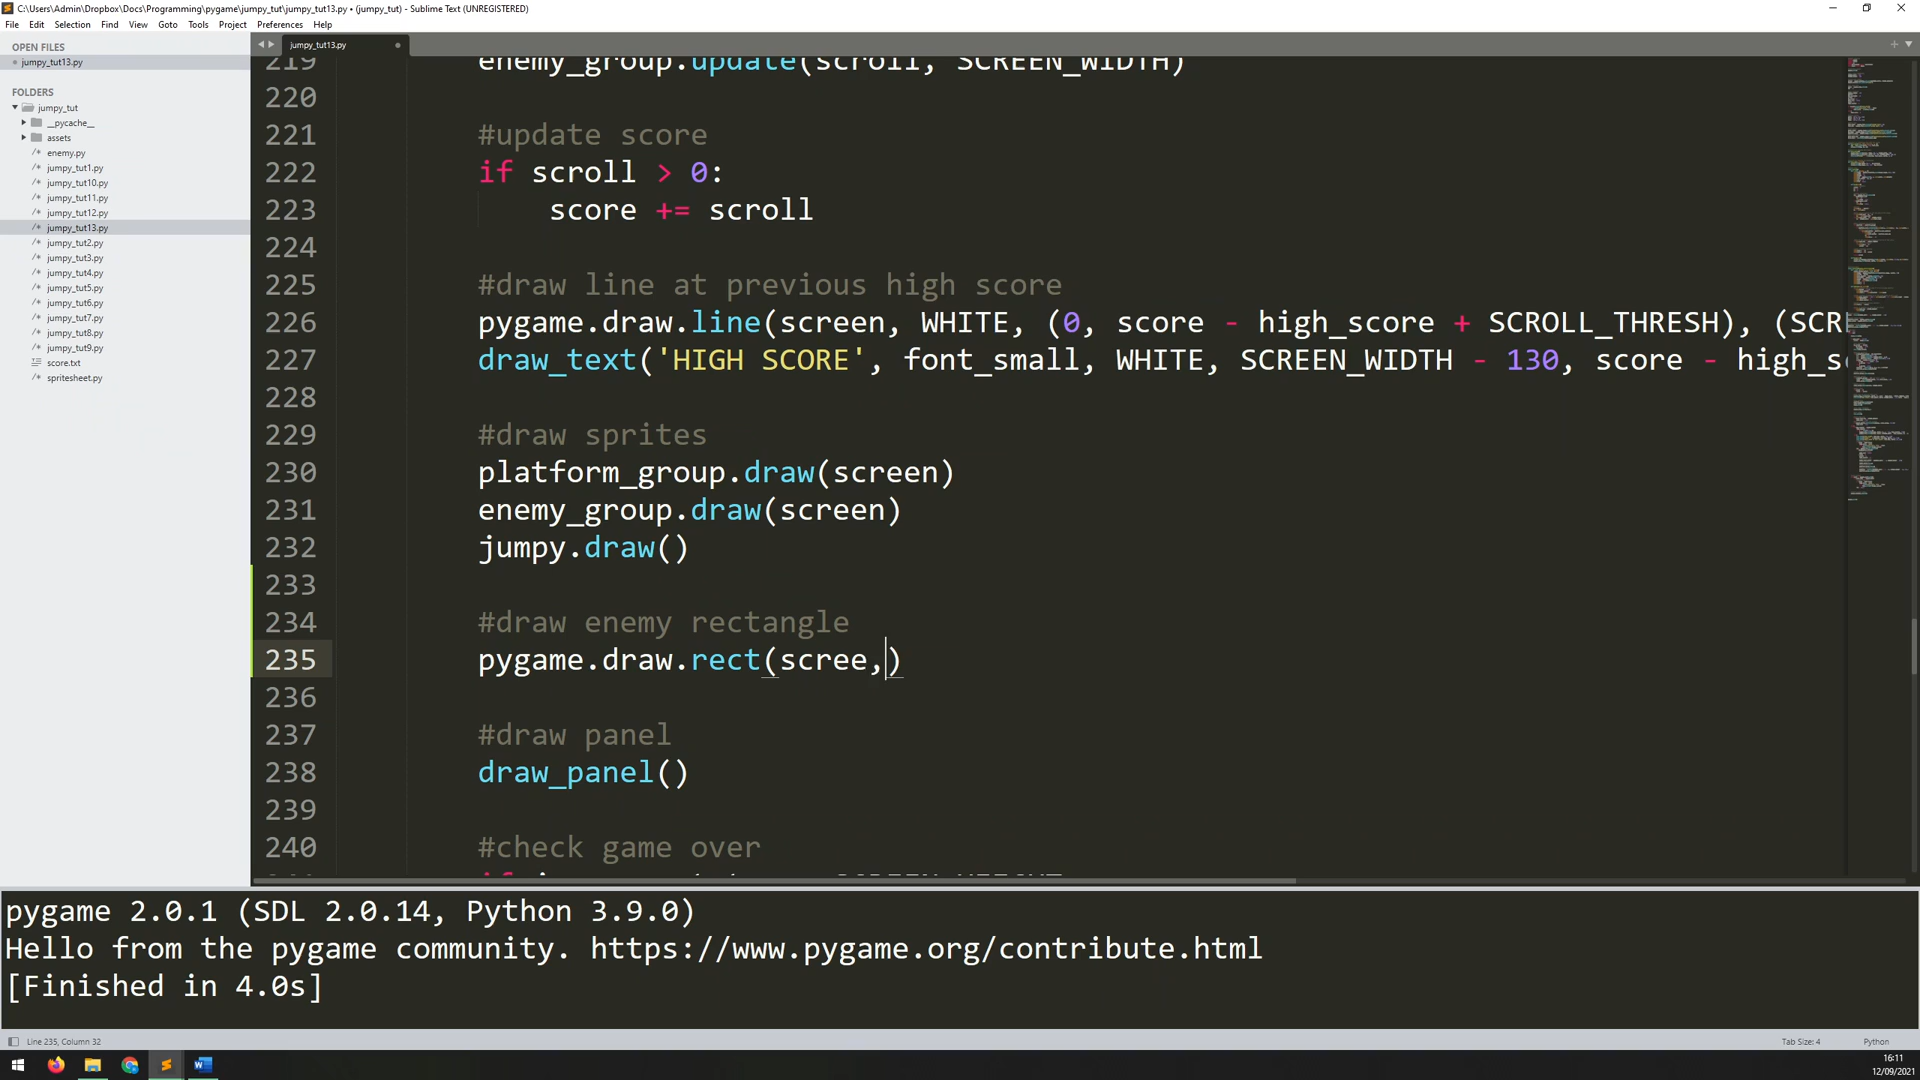 C:\Users\Admin\Dropbox\Docs\Programming\pygame\jumpy_tut\jumpy_tut13.py • (jumpy_tut) - Sublime Text (UNREGISTERED)
File Edit Selection Find View Goto Tools Project Preferences Help
OPEN FILES
jumpy_tut13.py
FOLDERS
jumpy_tut
__pycache__
assets
enemy.py
jumpy_tut1.py
jumpy_tut10.py
jumpy_tut11.py
jumpy_tut12.py
jumpy_tut13.py
jumpy_tut2.py
jumpy_tut3.py
jumpy_tut4.py
jumpy_tut5.py
jumpy_tut6.py
jumpy_tut7.py
jumpy_tut8.py
jumpy_tut9.py
score.txt
spritesheet.py
jumpy_tut13.py
219 enemy_group.update(scroll, SCREEN_WIDTH)
220
221 #update score
222 if scroll > 0:
223 score += scroll
224
225 #draw line at previous high score
226 pygame.draw.line(screen, WHITE, (0, score - high_score + SCROLL_THRESH), (SCR
227 draw_text('HIGH SCORE', font_small, WHITE, SCREEN_WIDTH - 130, score - high_s
228
229 #draw sprites
230 platform_group.draw(screen)
231 enemy_group.draw(screen)
232 jumpy.draw()
233
234 #draw enemy rectangle
235 pygame.draw.rect(scree,)
236
237 #draw panel
238 draw_panel()
239
240 #check game over
pygame 2.0.1 (SDL 2.0.14, Python 3.9.0)
Hello from the pygame community. https://www.pygame.org/contribute.html
[Finished in 4.0s]
Line 235, Column 32
Tab Size: 4
Python
16:11
12/09/2021